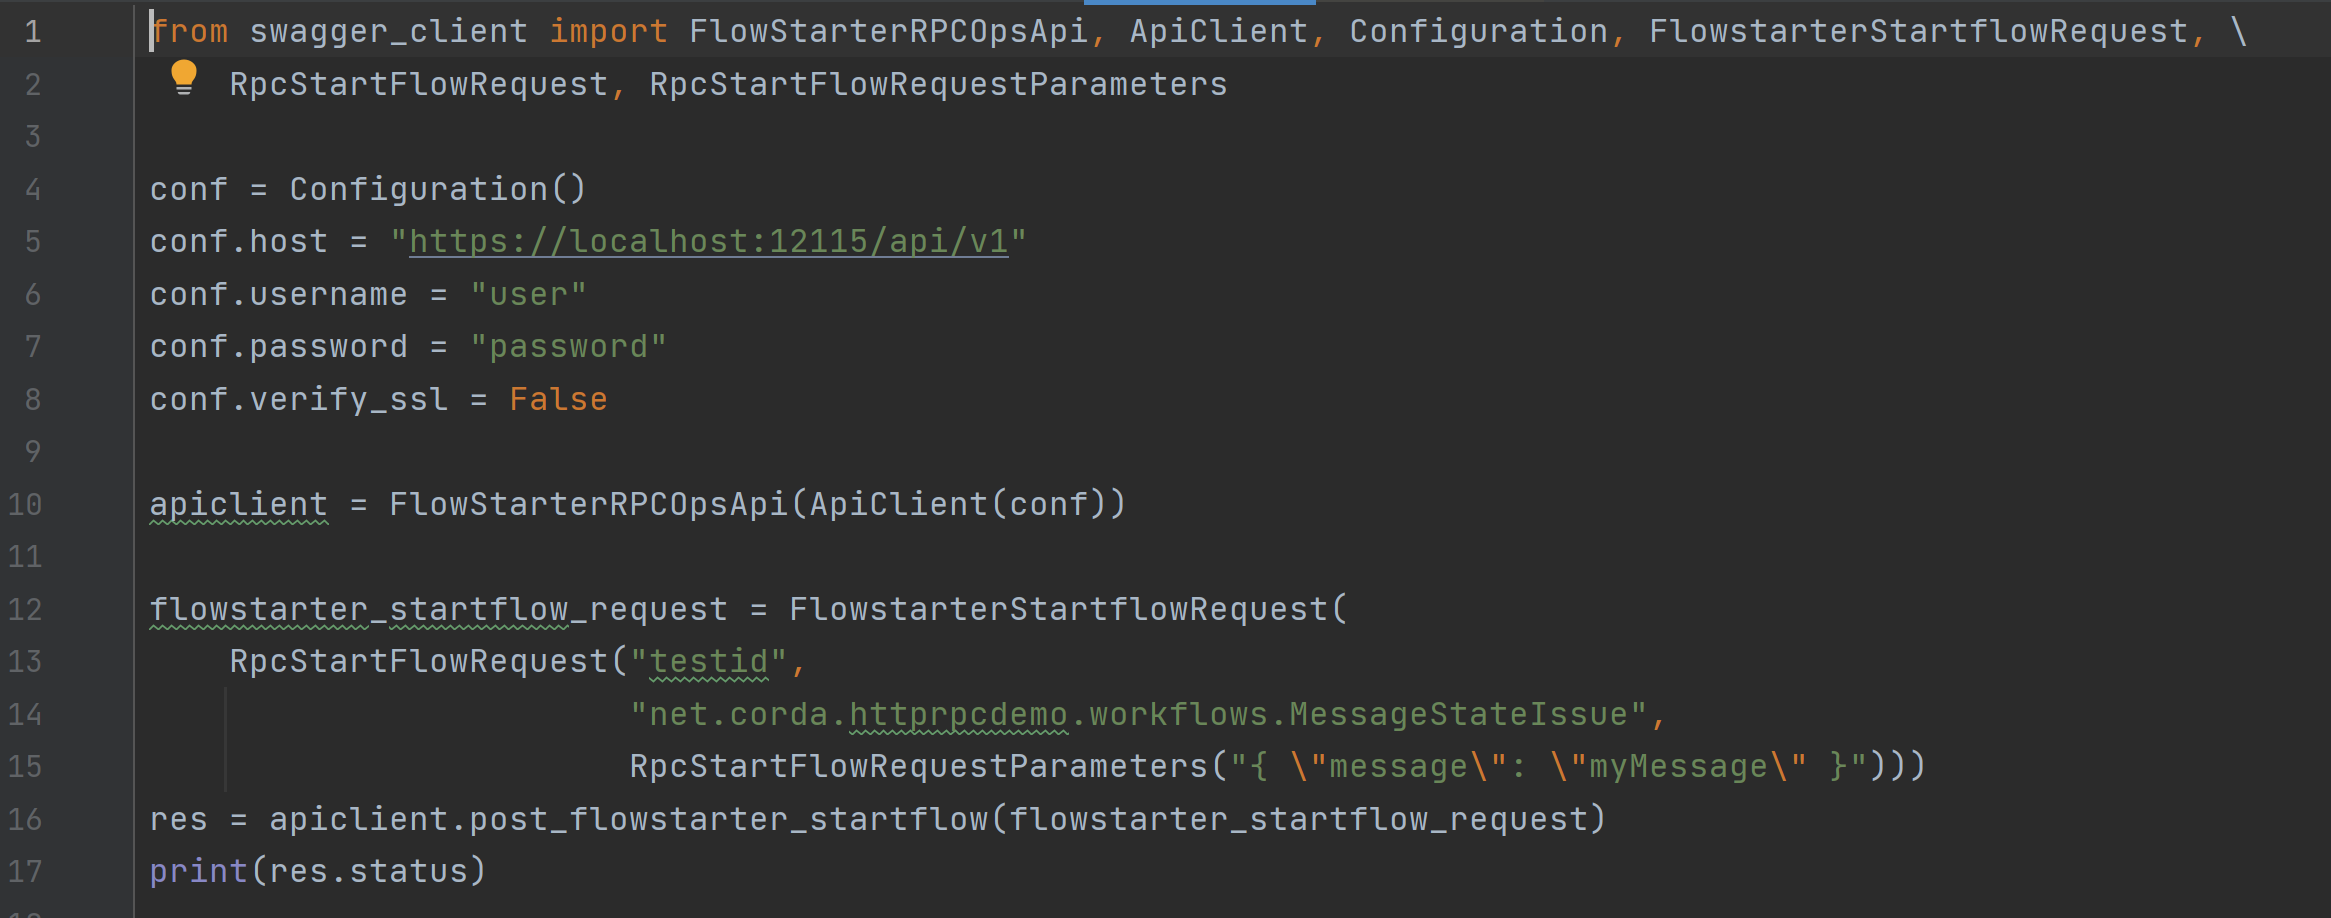 1 from swagger_client import FlowStarterRPCOpsApi, ApiClient, Configuration, FlowstarterStartflowRequest, \
2     RpcStartFlowRequest, RpcStartFlowRequestParameters
3
4 conf = Configuration()
5 conf.host = "https://localhost:12115/api/v1"
6 conf.username = "user"
7 conf.password = "password"
8 conf.verify_ssl = False
9
10 apiclient = FlowStarterRPCOpsApi(ApiClient(conf))
11
12 flowstarter_startflow_request = FlowstarterStartflowRequest(
13     RpcStartFlowRequest("testid",
14                         "net.corda.httprpcdemo.workflows.MessageStateIssue",
15                         RpcStartFlowRequestParameters("{ \"message\": \"myMessage\" }")))
16 res = apiclient.post_flowstarter_startflow(flowstarter_startflow_request)
17 print(res.status)